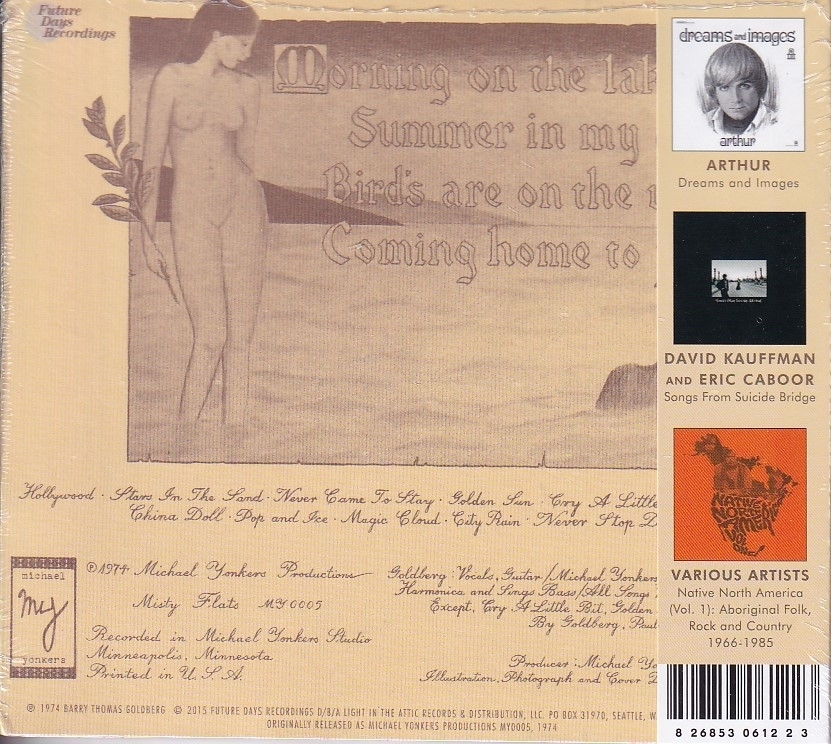 Future
Days
Recordings
Morning on the lak
Summer in my
Birds are on the
Coming home to
Hollywood · Stars In The Sand · Never Came To Stay · Golden Sun · Cry A Little
China Doll · Pop and Ice · Magic Cloud · City Rain · Never Stop
michael
my
yonkers
℗1974 Michael Yonkers Productions
Misty Flats MY0005
Recorded in Michael Yonkers Studio
Minneapolis, Minnesota
Printed in U.S.A.
Goldberg: Vocals, Guitar/Michael Yonkers
Harmonica and Sings Bass/All Songs
Except, Cry A Little Bit, Golden
By Goldberg, Paul
Producer: Michael Yo
Illustration, Photograph and Cover D
℗ 1974 BARRY THOMAS GOLDBERG © 2015 FUTURE DAYS RECORDINGS D/B/A LIGHT IN THE ATTIC RECORDS & DISTRIBUTION, LLC. PO BOX 31970, SEATTLE, W
ORIGINALLY RELEASED AS MICHAEL YONKERS PRODUCTIONS MY0005, 1974
dreams and images
arthur
ARTHUR
Dreams and Images
DAVID KAUFFMAN
AND ERIC CABOOR
Songs From Suicide Bridge
NATIVE
NORTH
AMERICA
VOL.
ONE!
VARIOUS ARTISTS
Native North America
(Vol. 1): Aboriginal Folk,
Rock and Country
1966-1985
8 26853 0612 2 3